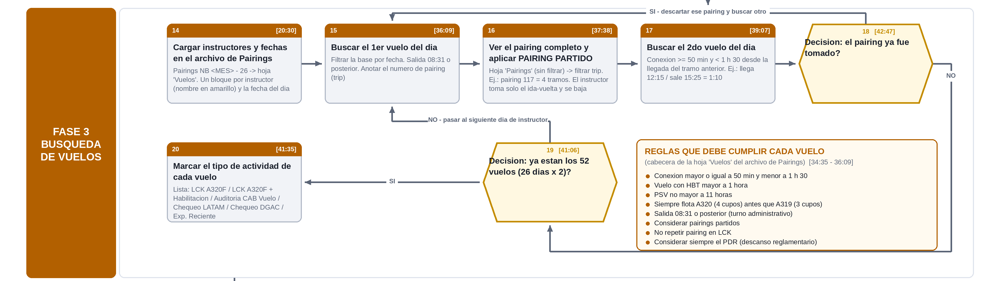 FASE 3
BUSQUEDA
DE VUELOS
SI - descartar ese pairing y buscar otro
14 [20:30]
Cargar instructores y fechas
en el archivo de Pairings
Pairings NB <MES> - 26 -> hoja
'Vuelos'. Un bloque por instructor
(nombre en amarillo) y la fecha del dia
15 [36:09]
Buscar el 1er vuelo del dia
Filtrar la base por fecha. Salida 08:31 o
posterior. Anotar el numero de pairing
(trip)
16 [37:38]
Ver el pairing completo y
aplicar PAIRING PARTIDO
Hoja 'Pairings' (sin filtrar) -> filtrar trip.
Ej.: pairing 117 = 4 tramos. El instructor
toma solo el ida-vuelta y se baja
17 [39:07]
Buscar el 2do vuelo del dia
Conexion >= 50 min y < 1 h 30 desde la
llegada del tramo anterior. Ej.: llega
12:15 / sale 15:25 = 1:10
18 [42:47]
Decision: el pairing ya fue
tomado?
NO
NO - pasar al siguiente dia de instructor
20 [41:35]
Marcar el tipo de actividad de
cada vuelo
Lista: LCK A320F / LCK A320F +
Habilitacion / Auditoria CAB Vuelo /
Chequeo LATAM / Chequeo DGAC /
Exp. Reciente
SI
19 [41:06]
Decision: ya estan los 52
vuelos (26 dias x 2)?
REGLAS QUE DEBE CUMPLIR CADA VUELO
(cabecera de la hoja 'Vuelos' del archivo de Pairings) [34:35 - 36:09]
Conexion mayor o igual a 50 min y menor a 1 h 30
Vuelo con HBT mayor a 1 hora
PSV no mayor a 11 horas
Siempre flota A320 (4 cupos) antes que A319 (3 cupos)
Salida 08:31 o posterior (turno administrativo)
Considerar pairings partidos
No repetir pairing en LCK
Considerar siempre el PDR (descanso reglamentario)